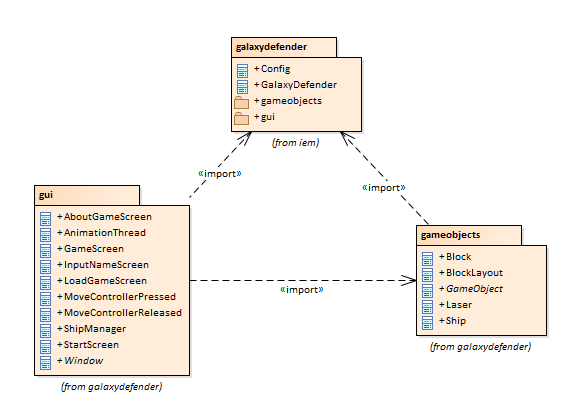 galaxydefender
+ Config
+ GalaxyDefender
+ gameobjects
+ gui
(from iem)
«import»
«import»
gui
+ AboutGameScreen
+ AnimationThread
+ GameScreen
+ InputNameScreen
+ LoadGameScreen
+ MoveControllerPressed
+ MoveControllerReleased
+ ShipManager
+ StartScreen
+ Window
(from galaxydefender)
«import»
gameobjects
+ Block
+ BlockLayout
+ GameObject
+ Laser
+ Ship
(from galaxydefender)